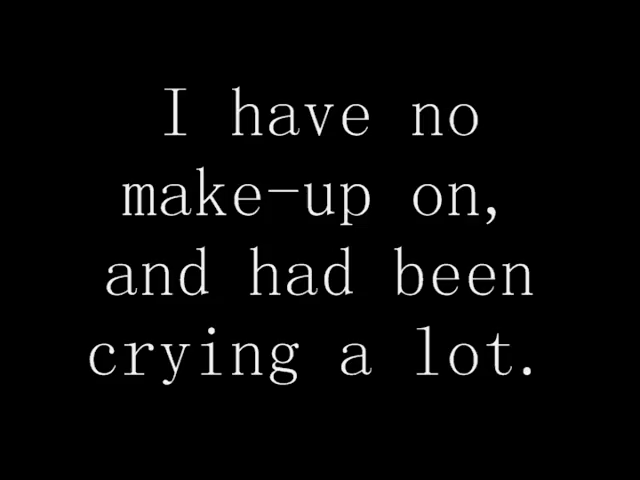 I have no
make-up on,
and had been
crying a lot.